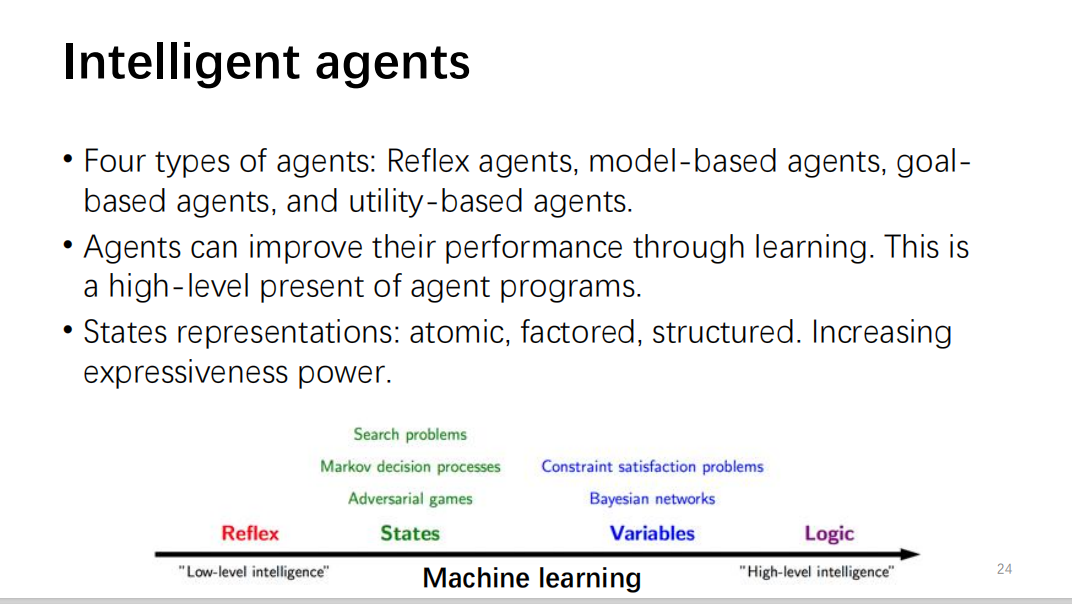 Intelligent agents
• Four types of agents: Reflex agents, model-based agents, goal-
based agents, and utility-based agents.
• Agents can improve their performance through learning. This is
a high-level present of agent programs.
• States representations: atomic, factored, structured. Increasing
expressiveness power.
Search problems
Markov decision processes Constraint satisfaction problems
Adversarial games Bayesian networks
Reflex States Variables Logic
"Low-level intelligence" Machine learning "High-level intelligence"
24